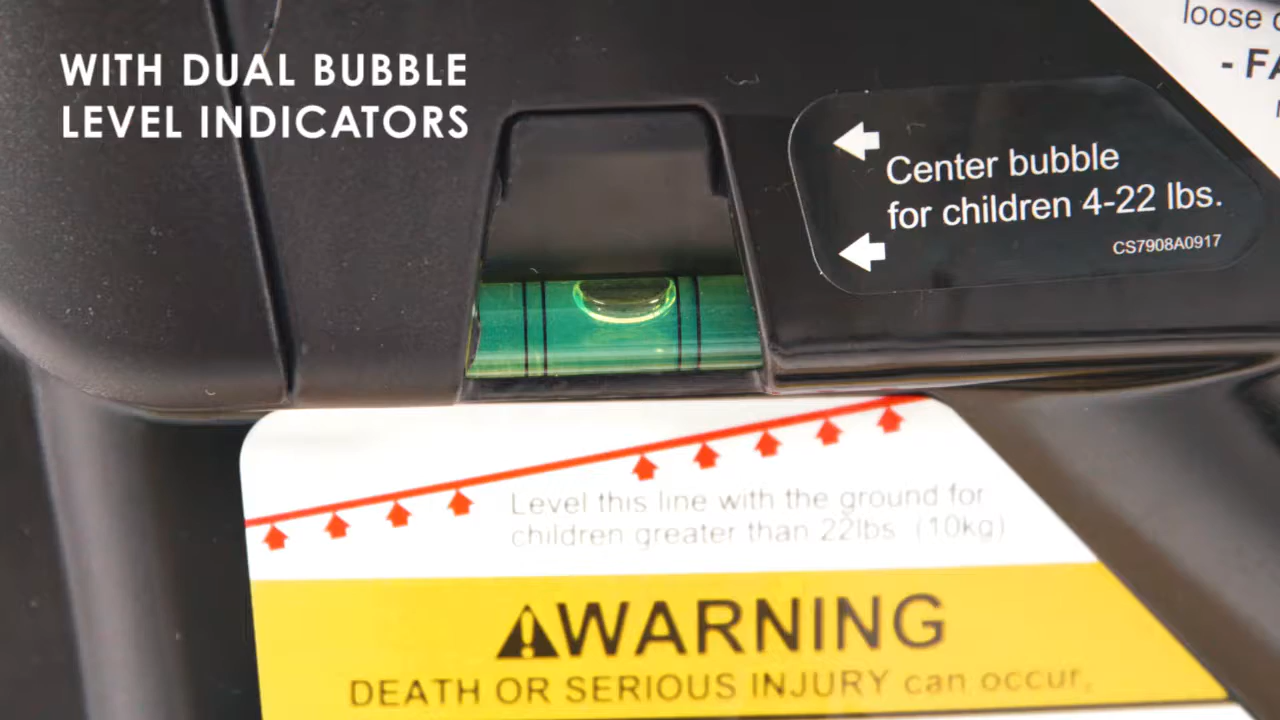 WITH DUAL BUBBLE
LEVEL INDICATORS
loose
- FA
Center bubble
for children 4-22 lbs.
CS7908A0917
Level this line with the ground for
children greater than 22lbs (10kg)
WARNING
DEATH OR SERIOUS INJURY can occur,